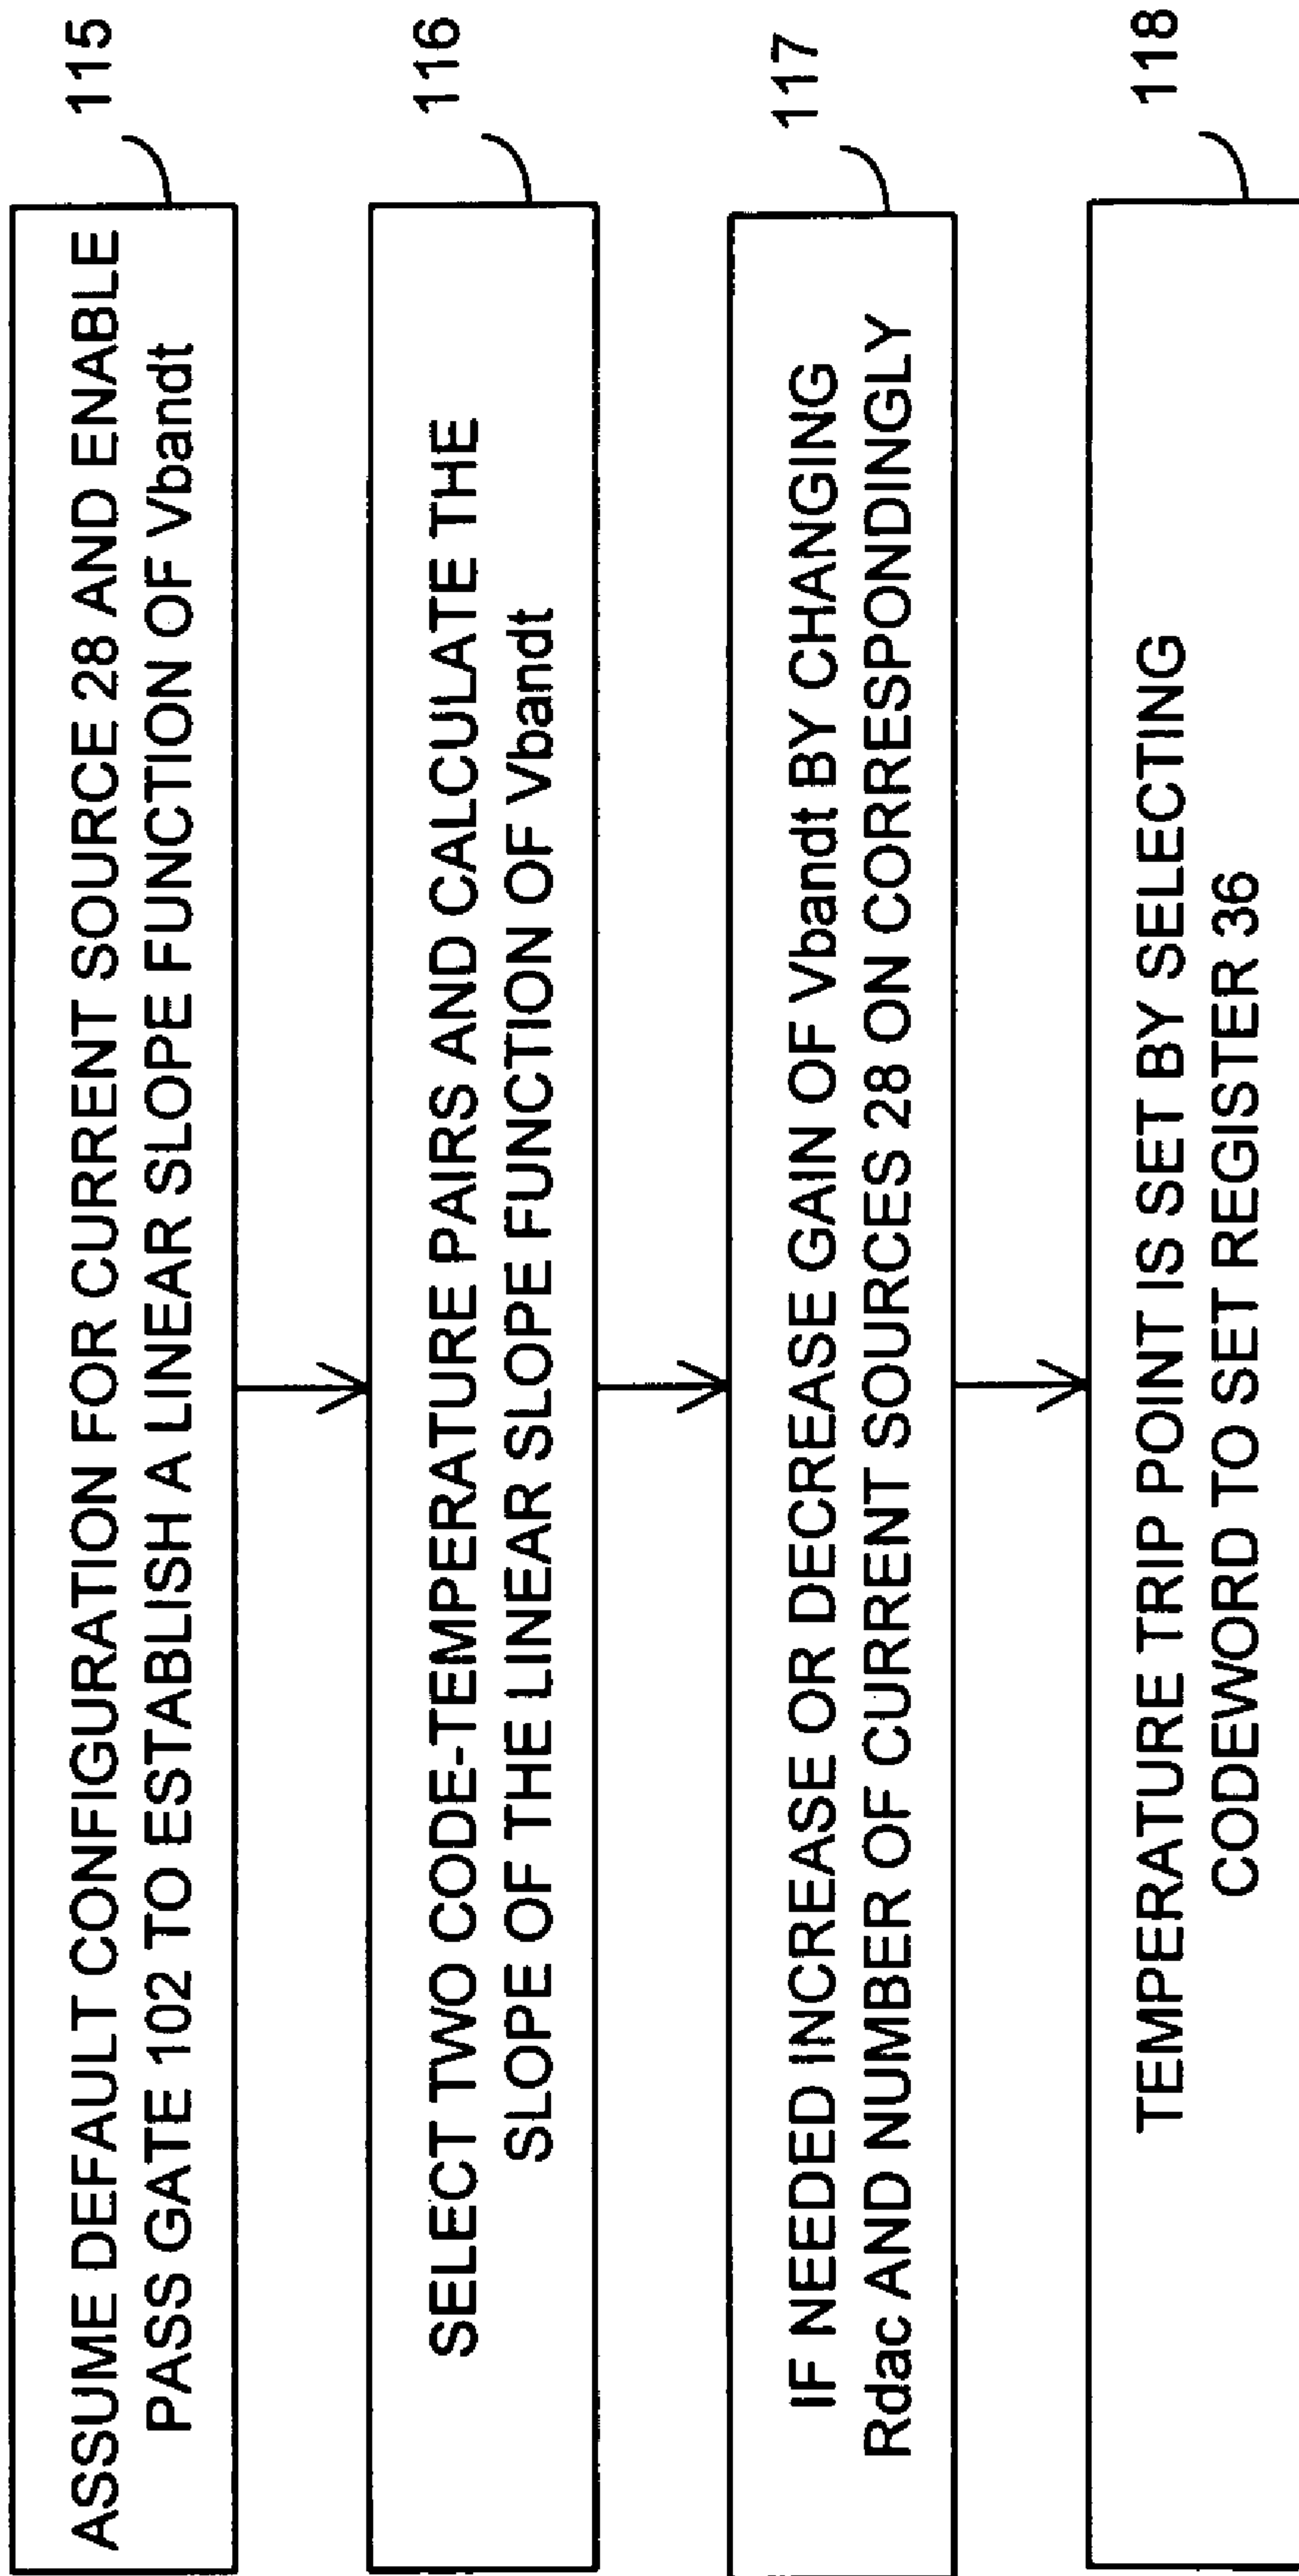 ASSUME DEFAULT CONFIGURATION FOR CURRENT SOURCE 28 AND ENABLE
PASS GATE 102 TO ESTABLISH A LINEAR SLOPE FUNCTION OF Vbandt
115
SELECT TWO CODE-TEMPERATURE PAIRS AND CALCULATE THE
SLOPE OF THE LINEAR SLOPE FUNCTION OF Vbandt
116
IF NEEDED INCREASE OR DECREASE GAIN OF Vbandt BY CHANGING
Rdac AND NUMBER OF CURRENT SOURCES 28 ON CORRESPONDINGLY
117
TEMPERATURE TRIP POINT IS SET BY SELECTING
CODEWORD TO SET REGISTER 36
118